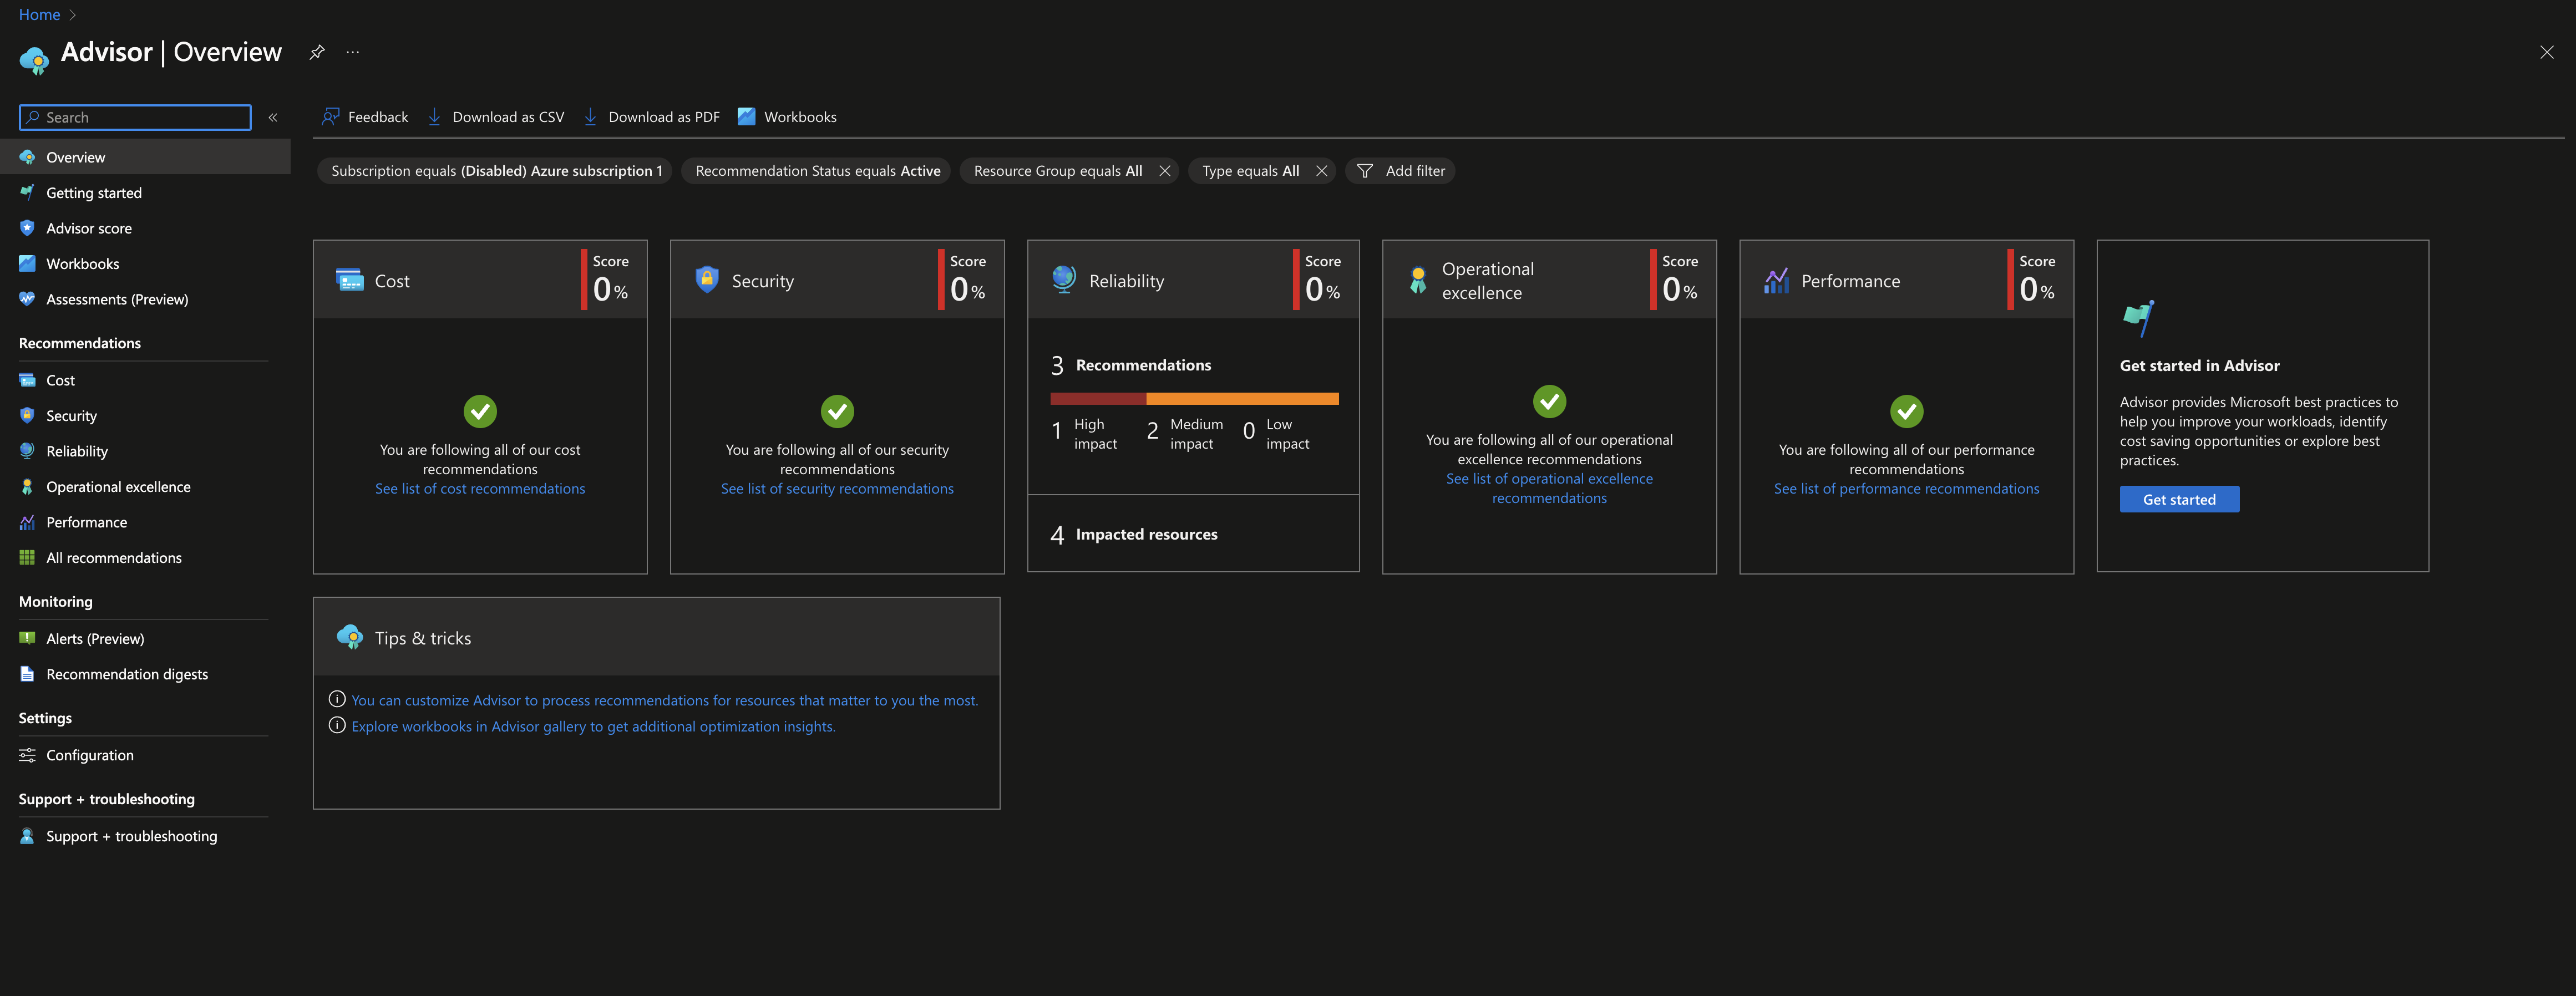 Home
Advisor | Overview
Search
Overview
Getting started
Advisor score
Workbooks
Assessments (Preview)
Recommendations
Cost
Security
Reliability
Operational excellence
Performance
All recommendations
Monitoring
Alerts (Preview)
Recommendation digests
Settings
Configuration
Support + troubleshooting
Support + troubleshooting
Feedback
Download as CSV
Download as PDF
Workbooks
Subscription equals (Disabled) Azure subscription 1
Recommendation Status equals Active
Resource Group equals All
Type equals All
Add filter
Cost
Score
0 %
You are following all of our cost
recommendations
See list of cost recommendations
Security
Score
0 %
You are following all of our security
recommendations
See list of security recommendations
Reliability
Score
0 %
3 Recommendations
1 High
impact
2 Medium
impact
0 Low
impact
4 Impacted resources
Operational
excellence
Score
0 %
You are following all of our operational
excellence recommendations
See list of operational excellence
recommendations
Performance
Score
0 %
You are following all of our performance
recommendations
See list of performance recommendations
Get started in Advisor
Advisor provides Microsoft best practices to
help you improve your workloads, identify
cost saving opportunities or explore best
practices.
Get started
Tips & tricks
You can customize Advisor to process recommendations for resources that matter to you the most.
Explore workbooks in Advisor gallery to get additional optimization insights.